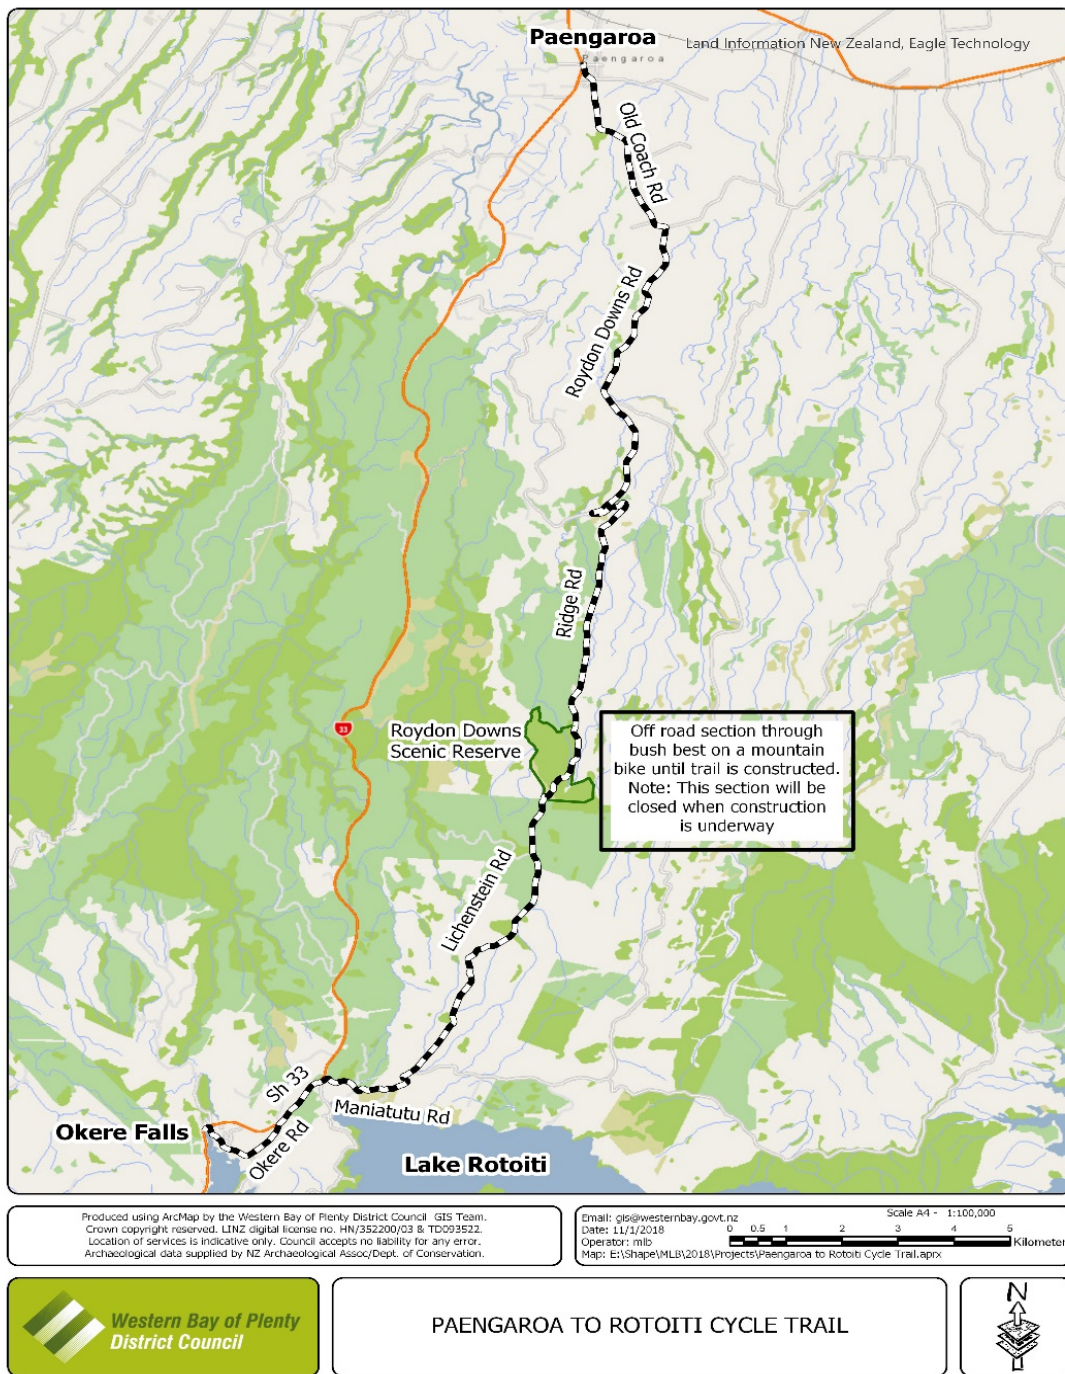 Paengaroa
Land Information New Zealand, Eagle Technology
Paengaroa
Old Coach Rd
Roydon Downs Rd
Ridge Rd
33
Roydon Downs
Scenic Reserve
Off road section through
bush best on a mountain
bike until trail is constructed.
Note: This section will be
closed when construction
is underway
Lichenstein Rd
Sh 33
Maniatutu Rd
Okere Falls
Okere Rd
Lake Rotoiti
Produced using ArcMap by the Western Bay of Plenty District Council GIS Team.
Crown copyright reserved. LINZ digital license no. HN/352200/03 & TD093522.
Location of services is indicative only. Council accepts no liability for any error.
Archaeological data supplied by NZ Archaeological Assoc/Dept. of Conservation.
Email: gis@westernbay.govt.nz
Date: 11/1/2018
Operator: mlb
Map: E:\Shape\MLB\2018\Projects\Paengaroa to Rotoiti Cycle Trail.aprx
Scale A4 - 1:100,000
0 0.5 1 2 3 4 5
Kilometer
Western Bay of Plenty
District Council
PAENGAROA TO ROTOITI CYCLE TRAIL
N